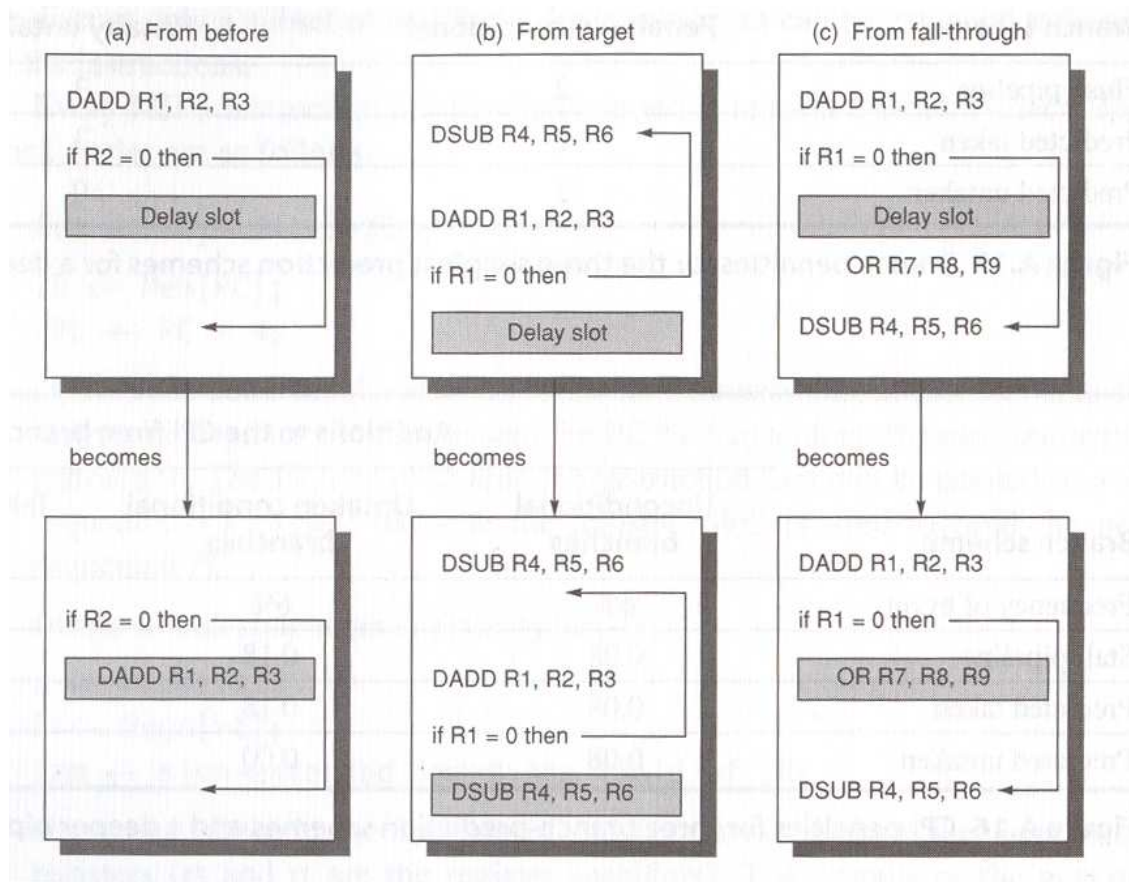 (a) From before
DADD R1, R2, R3
if R2 = 0 then
Delay slot
becomes
if R2 = 0 then
DADD R1, R2, R3
(b) From target
DSUB R4, R5, R6
DADD R1, R2, R3
if R1 = 0 then
Delay slot
becomes
DSUB R4, R5, R6
DADD R1, R2, R3
if R1 = 0 then
DSUB R4, R5, R6
(c) From fall-through
DADD R1, R2, R3
if R1 = 0 then
Delay slot
OR R7, R8, R9
DSUB R4, R5, R6
becomes
DADD R1, R2, R3
if R1 = 0 then
OR R7, R8, R9
DSUB R4, R5, R6